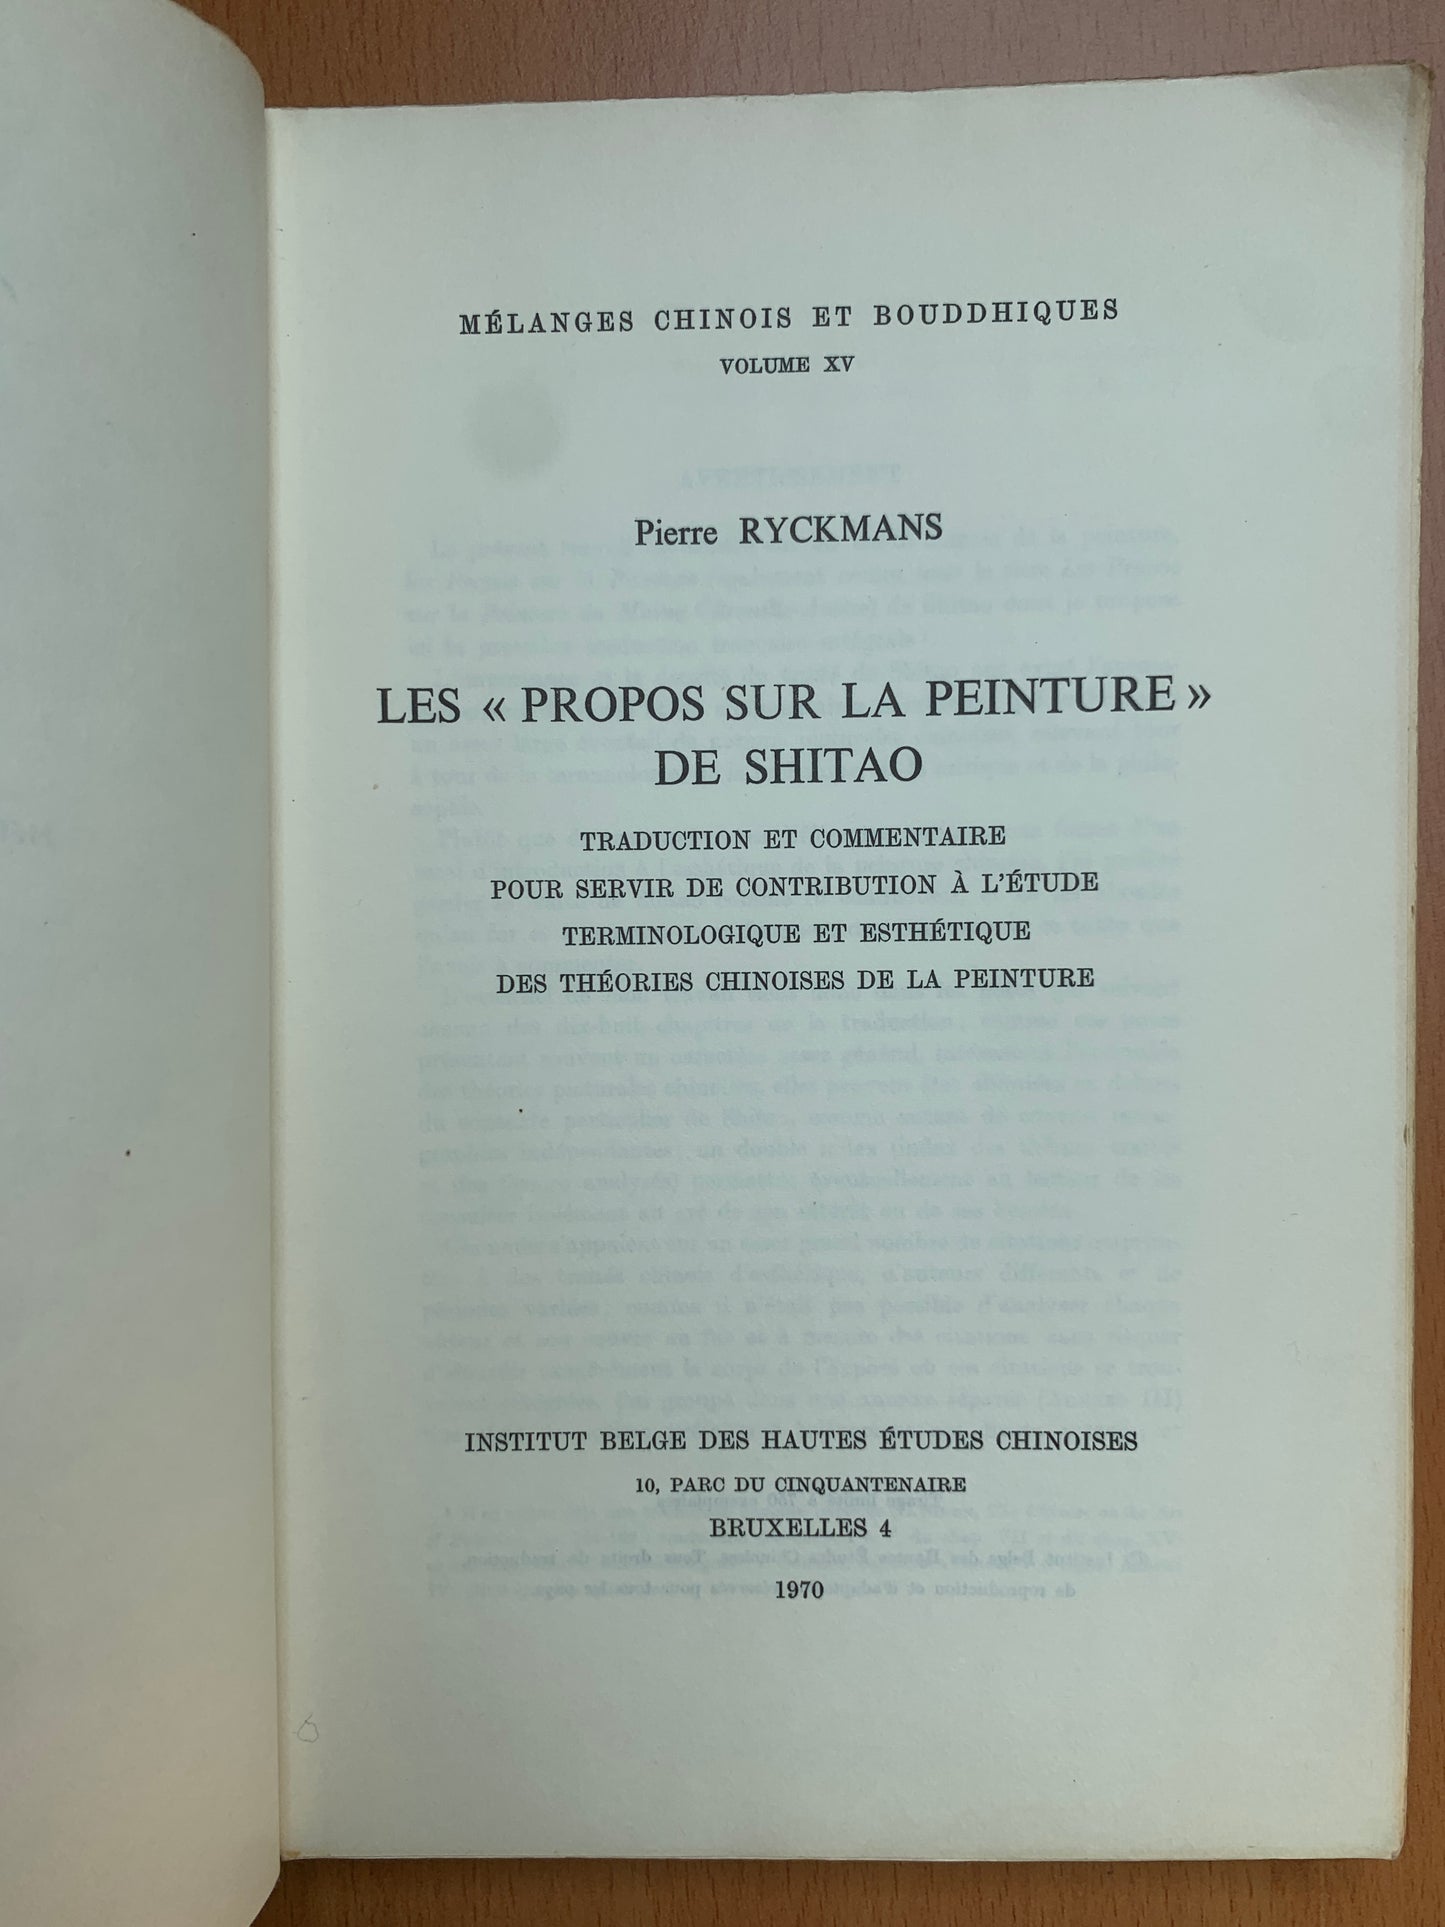 MÉLANGES CHINOIS ET BOUDDHIQUES
VOLUME XV
Pierre RYCKMANS
LES « PROPOS SUR LA PEINTURE »
DE SHITAO
TRADUCTION ET COMMENTAIRE
POUR SERVIR DE CONTRIBUTION À L'ÉTUDE
TERMINOLOGIQUE ET ESTHÉTIQUE
DES THÉORIES CHINOISES DE LA PEINTURE
INSTITUT BELGE DES HAUTES ÉTUDES CHINOISES
10, PARC DU CINQUANTENAIRE
BRUXELLES 4
1970